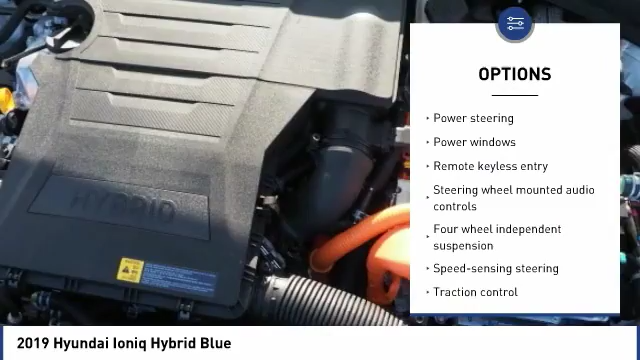 HYBRID
OPTIONS
Power steering
Power windows
Remote keyless entry
Steering wheel mounted audio
controls
Four wheel independent
suspension
Speed-sensing steering
Traction control
2019 Hyundai Ioniq Hybrid Blue